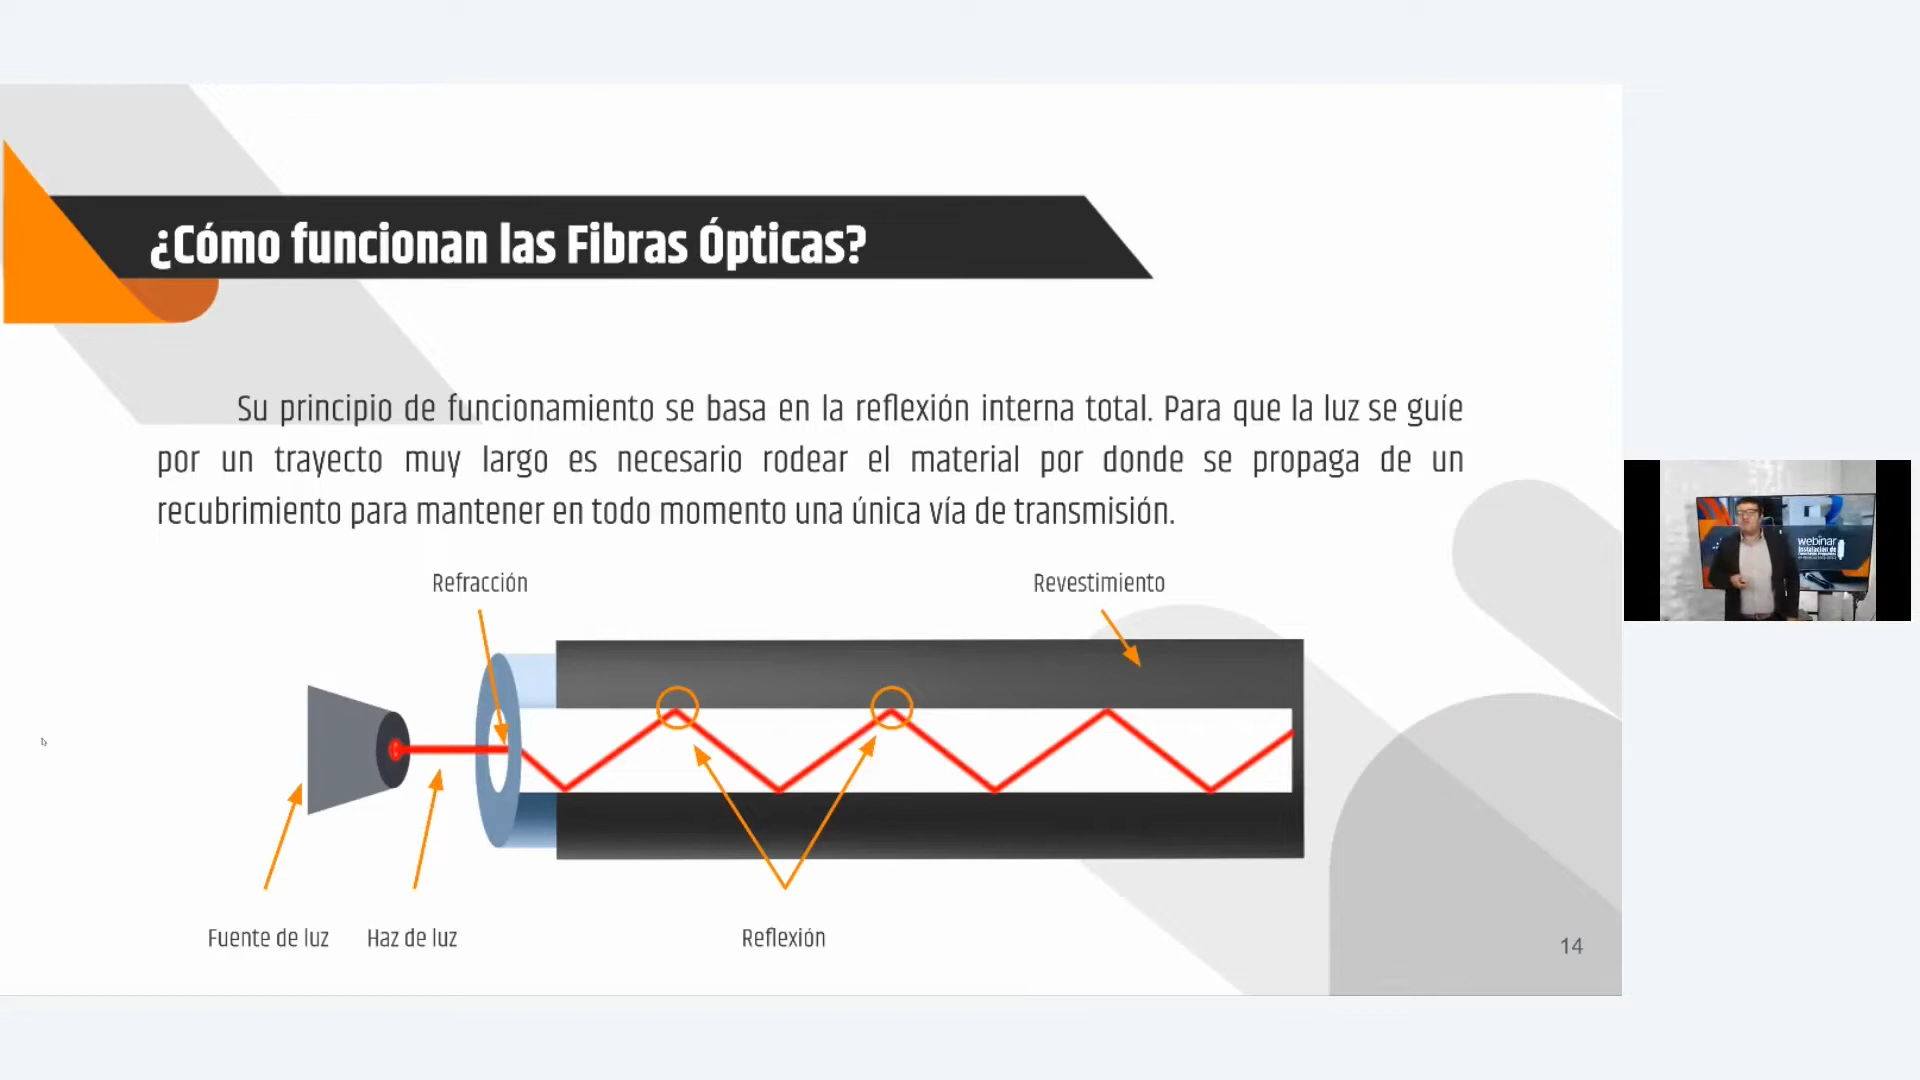 ¿Cómo funcionan las Fibras Ópticas?
Su principio de funcionamiento se basa en la reflexión interna total. Para que la luz se guíe
por un trayecto muy largo es necesario rodear el material por donde se propaga de un
recubrimiento para mantener en todo momento una única vía de transmisión.
Refracción
Revestimiento
Fuente de luz
Haz de luz
Reflexión
14
webinar
Instalación de